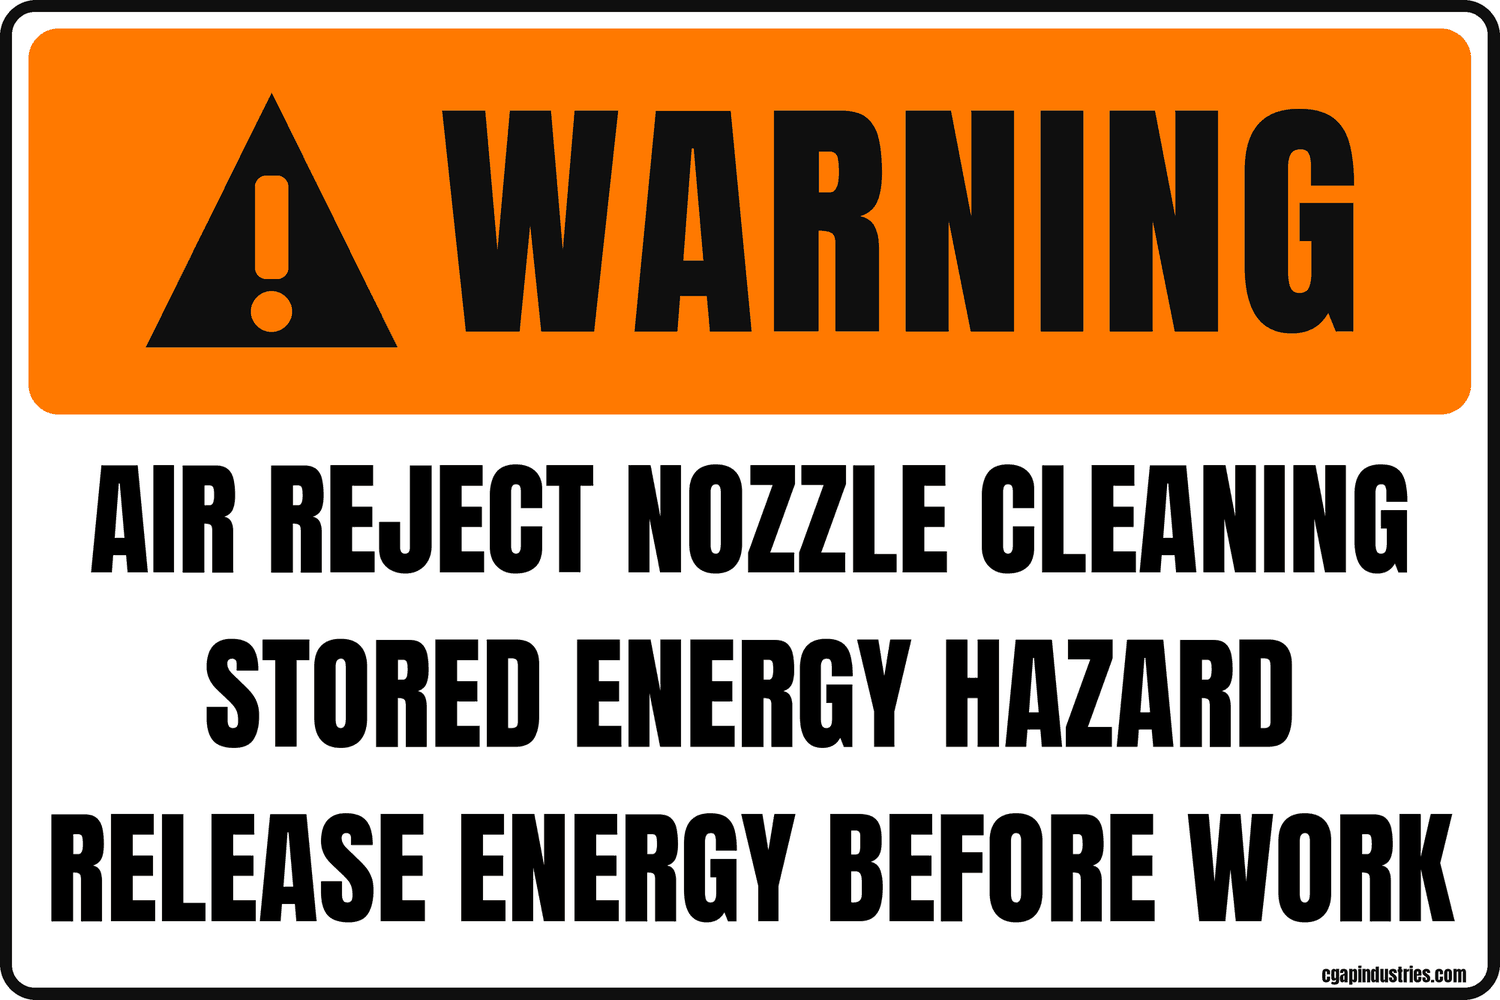 WARNING
AIR REJECT NOZZLE CLEANING
STORED ENERGY HAZARD
RELEASE ENERGY BEFORE WORK
cgapindustries.com